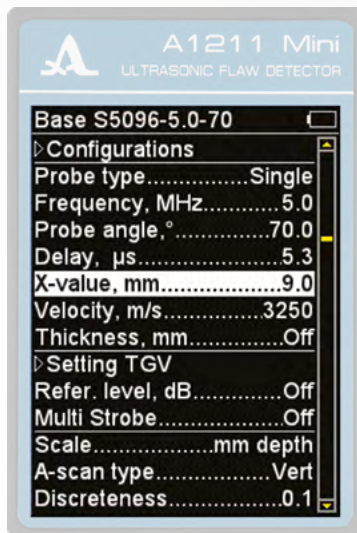 A1211 Mini
ULTRASONIC FLAW DETECTOR
Base S5096-5.0-70
Configurations
Probe type................Single
Frequency, MHz............5.0
Probe angle,°...............70.0
Delay, µs......................5.3
X-value, mm...................9.0
Velocity, m/s...............3250
Thickness, mm..............Off
Setting TGV
Refer. level, dB.............Off
Multi Strobe..................Off
Scale...................mm depth
A-scan type.................Vert
Discreteness..................0.1